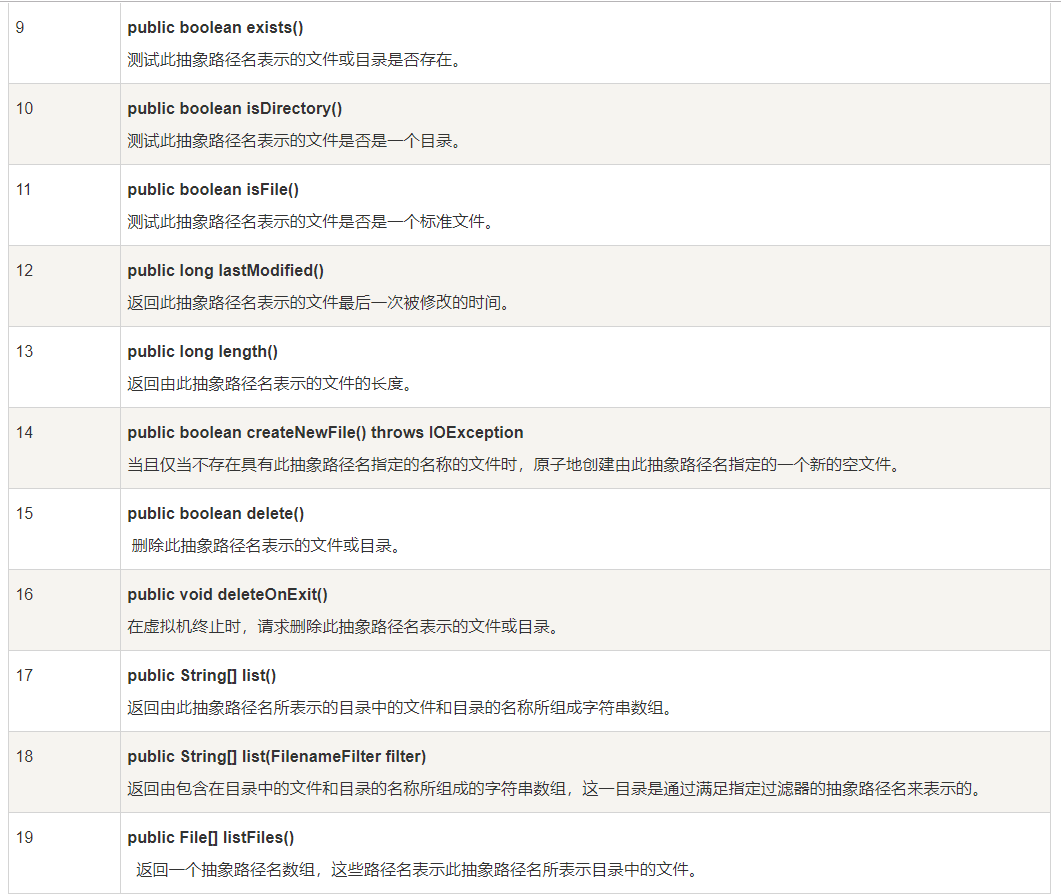 9
public boolean exists()
测试此抽象路径名表示的文件或目录是否存在。
10
public boolean isDirectory()
测试此抽象路径名表示的文件是否是一个目录。
11
public boolean isFile()
测试此抽象路径名表示的文件是否是一个标准文件。
12
public long lastModified()
返回此抽象路径名表示的文件最后一次被修改的时间。
13
public long length()
返回由此抽象路径名表示的文件的长度。
14
public boolean createNewFile() throws IOException
当且仅当不存在具有此抽象路径名指定的名称的文件时，原子地创建由此抽象路径名指定的一个新的空文件。
15
public boolean delete()
删除此抽象路径名表示的文件或目录。
16
public void deleteOnExit()
在虚拟机终止时，请求删除此抽象路径名表示的文件或目录。
17
public String[] list()
返回由此抽象路径名所表示的目录中的文件和目录的名称所组成字符串数组。
18
public String[] list(FilenameFilter filter)
返回由包含在目录中的文件和目录的名称所组成的字符串数组，这一目录是通过满足指定过滤器的抽象路径名来表示的。
19
public File[] listFiles()
返回一个抽象路径名数组，这些路径名表示此抽象路径名所表示目录中的文件。